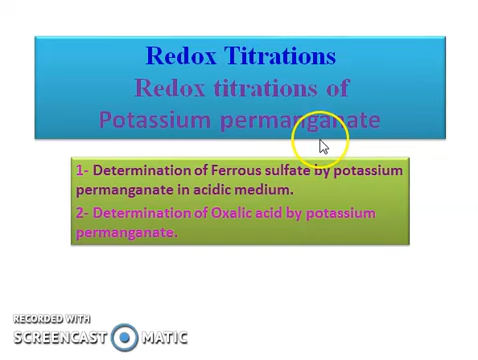 Redox Titrations
Redox titrations of
Potassium permanganate
1- Determination of Ferrous sulfate by potassium
permanganate in acidic medium.
2- Determination of Oxalic acid by potassium
permanganate.
RECORDED WITH
SCREENCAST MATIC